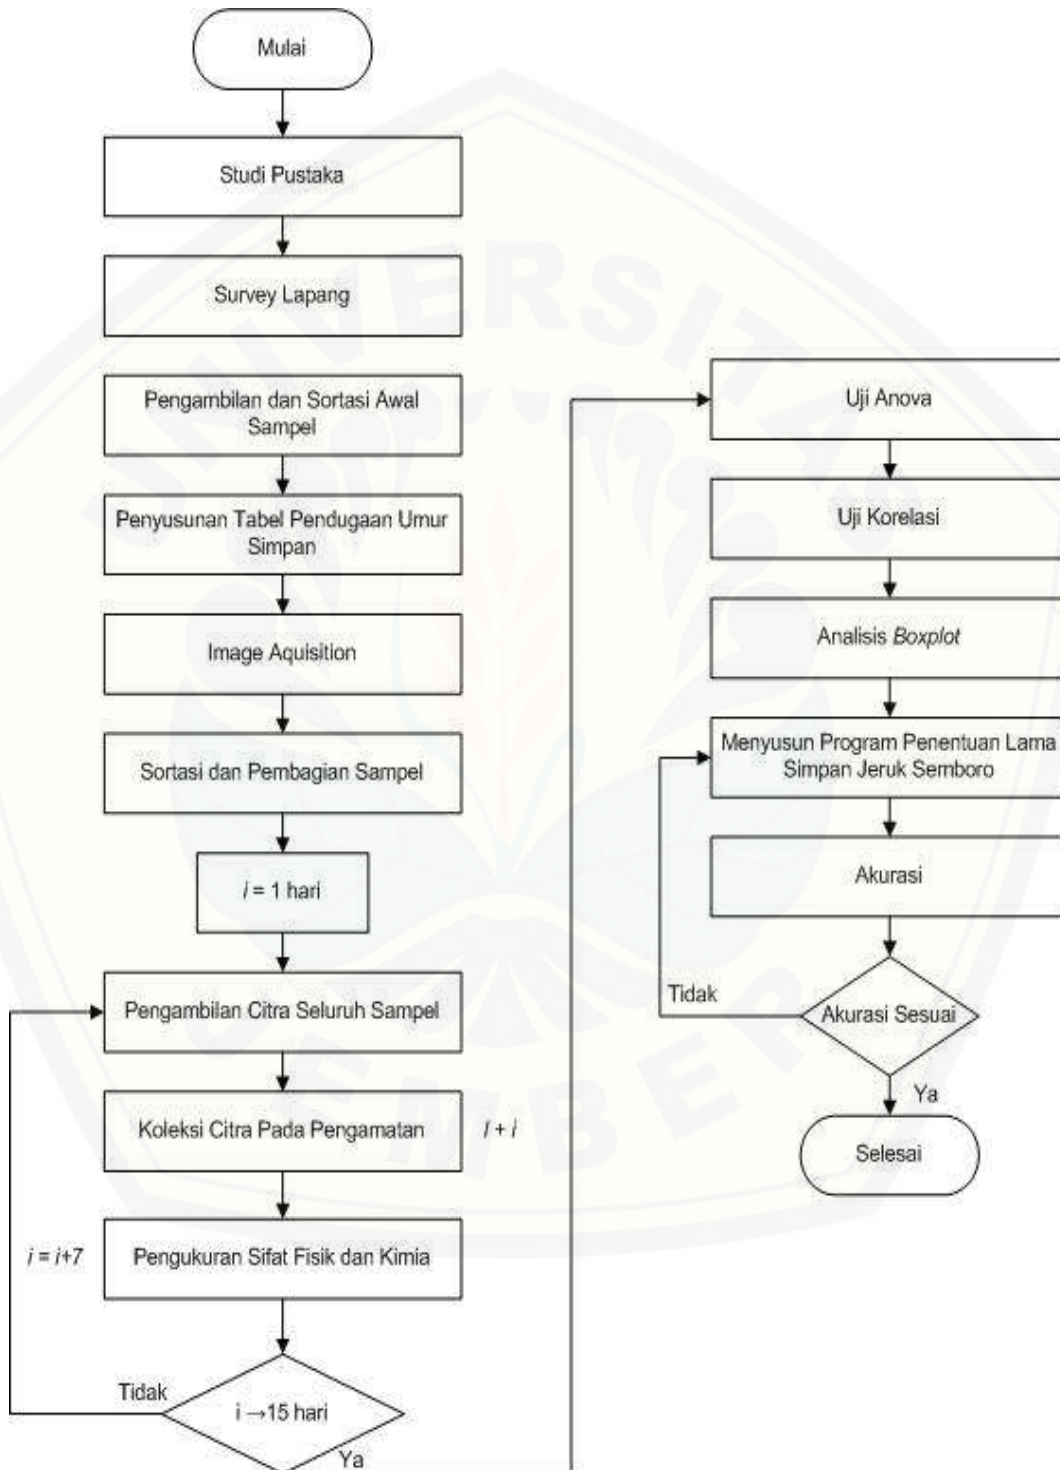 Mulai
Studi Pustaka
Survey Lapang
Pengambilan dan Sortasi Awal
Sampel
Penyusunan Tabel Pendugaan Umur
Simpan
Image Aquisition
Sortasi dan Pembagian Sampel
i = 1 hari
Pengambilan Citra Seluruh Sampel
Koleksi Citra Pada Pengamatan
I + i
i = i+7
Pengukuran Sifat Fisik dan Kimia
Tidak
i →15 hari
Ya
Uji Anova
Uji Korelasi
Analisis Boxplot
Menyusun Program Penentuan Lama
Simpan Jeruk Semboro
Akurasi
Tidak
Akurasi Sesuai
Ya
Selesai
UNIVERSITAS
JEMBER